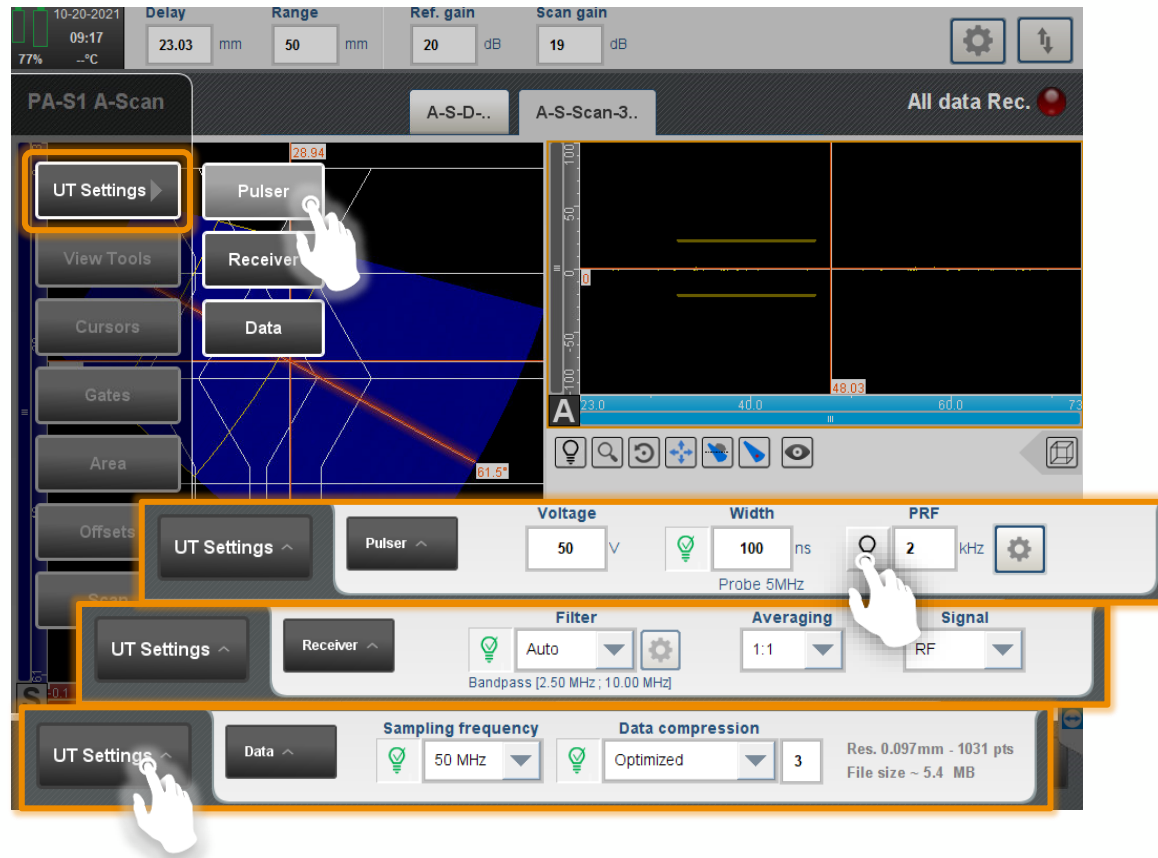 10-20-2021
09:17
77%
--°C
Delay
23.03 mm
Range
50 mm
Ref. gain
20 dB
Scan gain
19 dB
PA-S1 A-Scan
A-S-D-..
A-S-Scan-3..
All data Rec.
28.94
UT Settings
Pulser
View Tools
Receiver
Cursors
Data
Gates
Area
Offsets
Scan
61.5°
100
50
0
0
-50
-100
48.03
A
23.0
40.0
60.0
73
UT Settings
Pulser
Voltage
50 V
Width
100 ns
Probe 5MHz
PRF
2 kHz
UT Settings
Receiver
Filter
Auto
Bandpass [2.50 MHz ; 10.00 MHz]
Averaging
1:1
Signal
RF
S
-0.1
UT Settings
Data
Sampling frequency
50 MHz
Data compression
Optimized
3
Res. 0.097mm - 1031 pts
File size ~ 5.4 MB